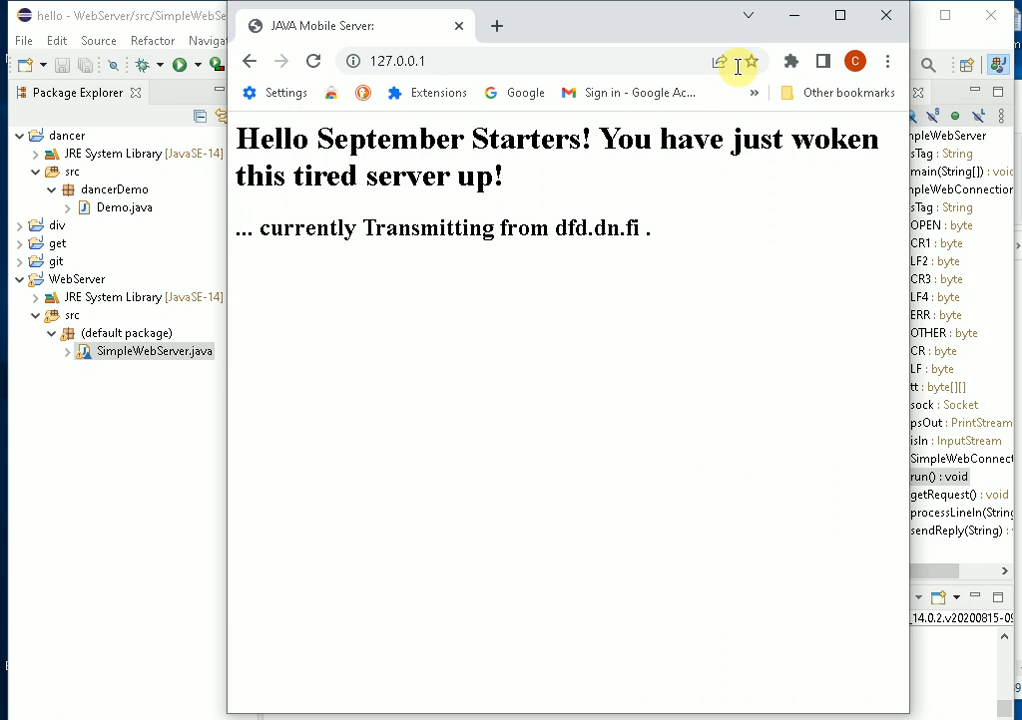 hello - WebServer/src/SimpleWebSe
JAVA Mobile Server:
File Edit Source Refactor Naviga
127.0.0.1
C
Package Explorer
Settings
Extensions
Google
Sign in - Google Ac...
»
Other bookmarks
dancer
JRE System Library [JavaSE-14]
src
dancerDemo
Demo.java
div
get
git
WebServer
JRE System Library [JavaSE-14]
src
(default package)
SimpleWebServer.java
Hello September Starters! You have just woken
this tired server up!
... currently Transmitting from dfd.dn.fi .
mpleWebServer
sTag : String
main(String[]) : void
mpleWebConnection
sTag : String
OPEN : byte
CR1 : byte
LF2 : byte
CR3 : byte
LF4 : byte
ERR : byte
OTHER : byte
CR : byte
LF : byte
tt : byte[][]
sock : Socket
psOut : PrintStream
isIn : InputStream
SimpleWebConnect
run() : void
getRequest() : void
processLineIn(String
sendReply(String) :
_14.0.2.v20200815-09